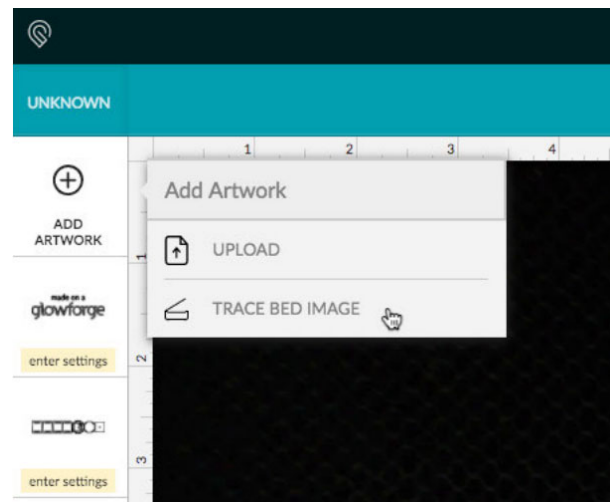 UNKNOWN
1 2 3 4
ADD
ARTWORK
Add Artwork
UPLOAD
TRACE BED IMAGE
1
made on a
glowforge
enter settings
2
3
enter settings